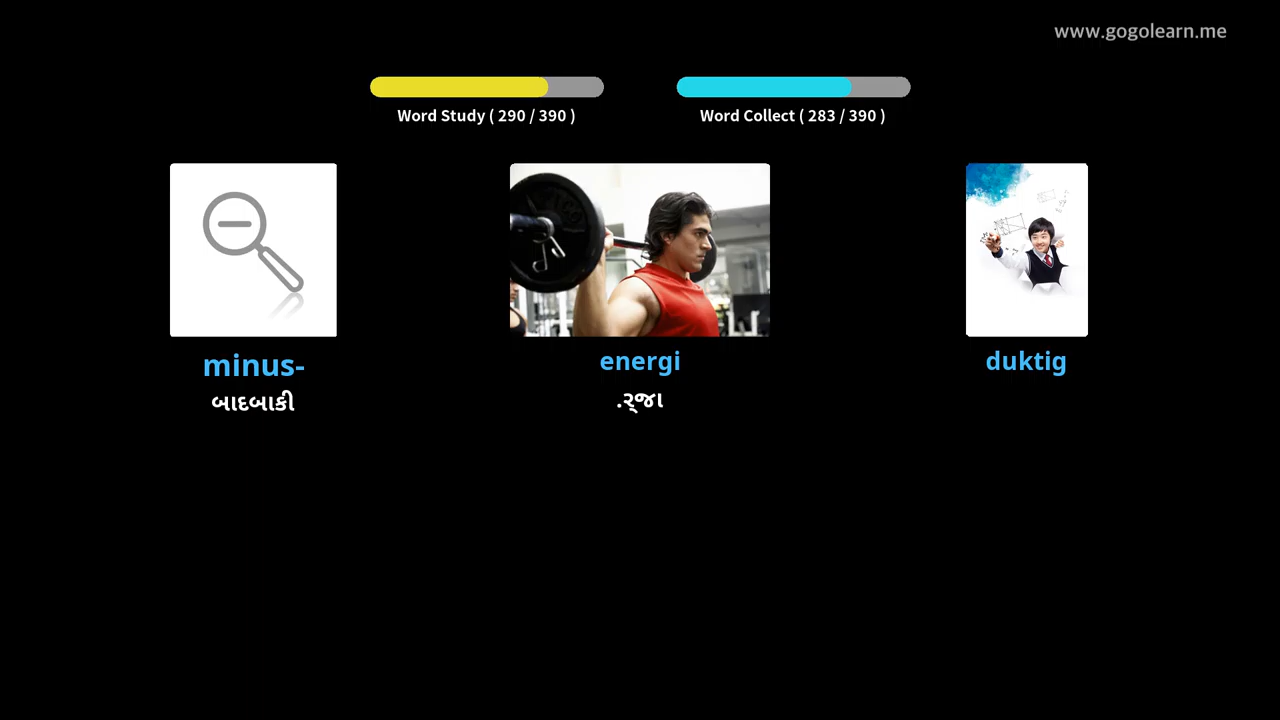 www.gogolearn.me
Word Study ( 290 / 390 )
Word Collect ( 283 / 390 )
minus-
બાદબાકી
energi
.ર્જા
duktig